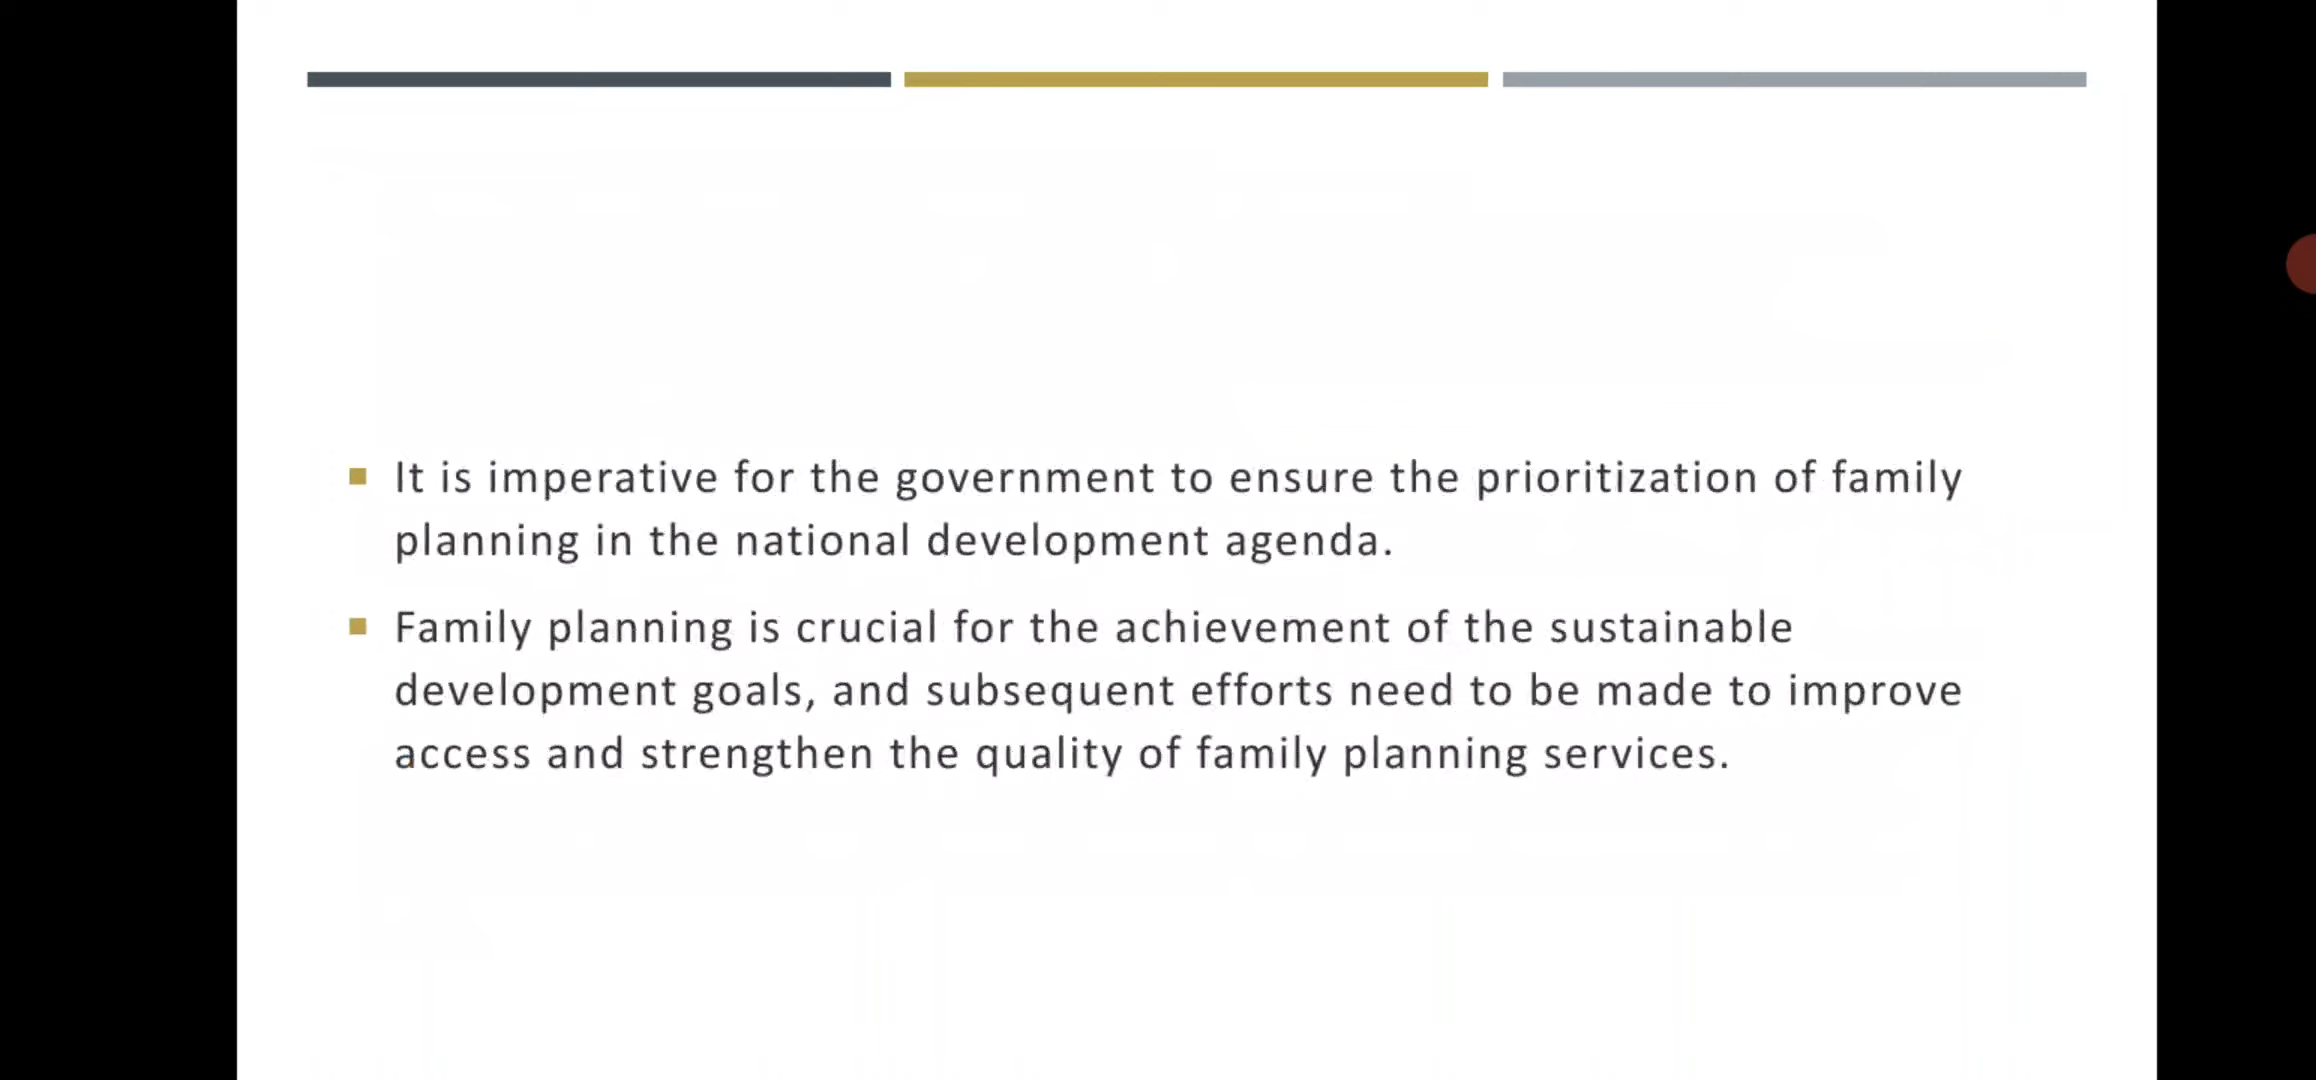 It is imperative for the government to ensure the prioritization of family
planning in the national development agenda.
Family planning is crucial for the achievement of the sustainable
development goals, and subsequent efforts need to be made to improve
access and strengthen the quality of family planning services.